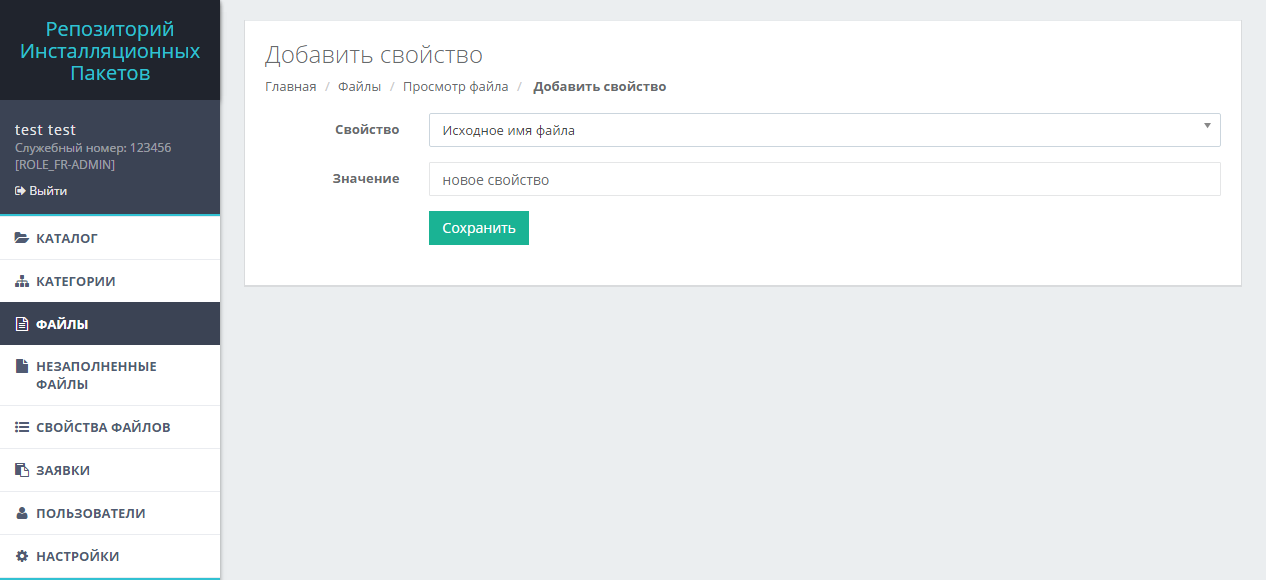 Репозиторий
Инсталляционных
Пакетов
test test
Служебный номер: 123456
[ROLE_FR-ADMIN]
Выйти
КАТАЛОГ
КАТЕГОРИИ
ФАЙЛЫ
НЕЗАПОЛНЕННЫЕ
ФАЙЛЫ
СВОЙСТВА ФАЙЛОВ
ЗАЯВКИ
ПОЛЬЗОВАТЕЛИ
НАСТРОЙКИ
Добавить свойство
Главная / Файлы / Просмотр файла / Добавить свойство
Свойство Исходное имя файла
Значение новое свойство
Сохранить